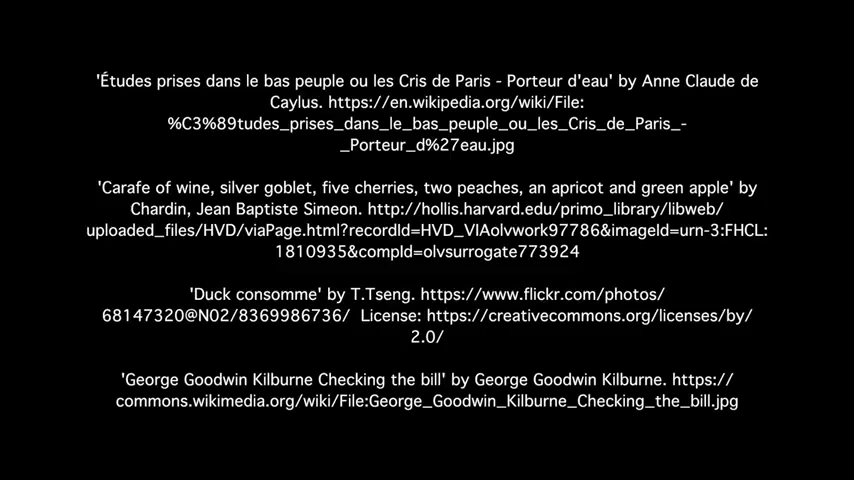 'Études prises dans le bas peuple ou les Cris de Paris - Porteur d'eau' by Anne Claude de
Caylus. https://en.wikipedia.org/wiki/File:
%C3%89tudes_prises_dans_le_bas_peuple_ou_les_Cris_de_Paris_-
_Porteur_d%27eau.jpg
'Carafe of wine, silver goblet, five cherries, two peaches, an apricot and green apple' by
Chardin, Jean Baptiste Simeon. http://hollis.harvard.edu/primo_library/libweb/
uploaded_files/HVD/viaPage.html?recordId=HVD_VIAolvwork97786&imageId=urn-3:FHCL:
1810935&compId=olvsurrogate773924
'Duck consomme' by T.Tseng. https://www.flickr.com/photos/
68147320@N02/8369986736/  License: https://creativecommons.org/licenses/by/
2.0/
'George Goodwin Kilburne Checking the bill' by George Goodwin Kilburne. https://
commons.wikimedia.org/wiki/File:George_Goodwin_Kilburne_Checking_the_bill.jpg